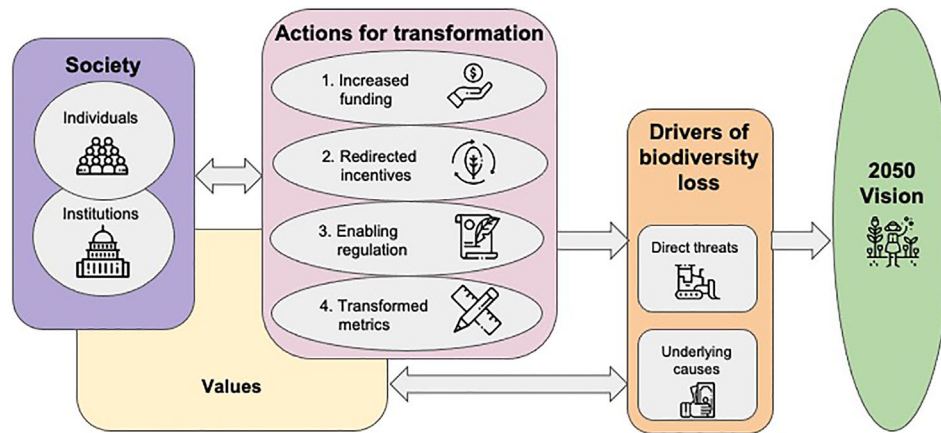 Society
Individuals
Institutions
Values
Actions for transformation
1. Increased
funding
2. Redirected
incentives
3. Enabling
regulation
4. Transformed
metrics
Drivers of
biodiversity
loss
Direct threats
Underlying
causes
2050
Vision